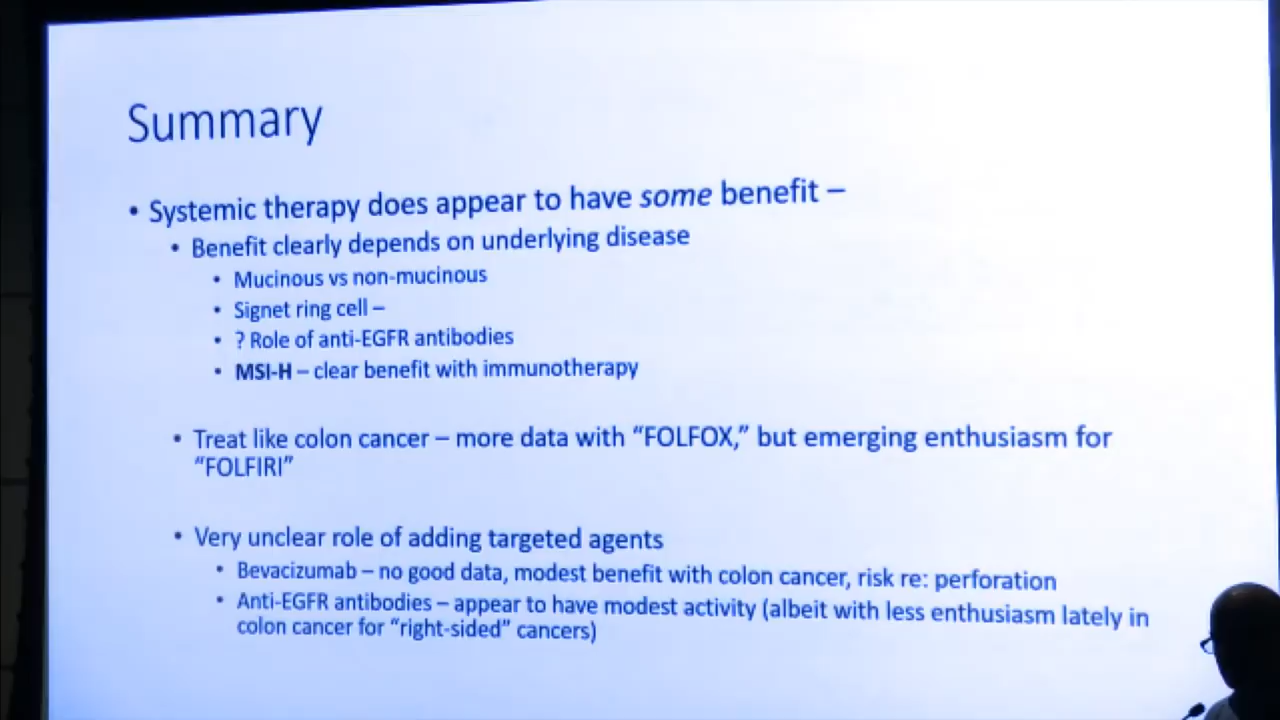 Summary
• Systemic therapy does appear to have some benefit –
• Benefit clearly depends on underlying disease
• Mucinous vs non-mucinous
• Signet ring cell –
• ? Role of anti-EGFR antibodies
• MSI-H – clear benefit with immunotherapy
• Treat like colon cancer – more data with “FOLFOX,” but emerging enthusiasm for
“FOLFIRI”
• Very unclear role of adding targeted agents
• Bevacizumab – no good data, modest benefit with colon cancer, risk re: perforation
• Anti-EGFR antibodies – appear to have modest activity (albeit with less enthusiasm lately in
colon cancer for “right-sided” cancers)